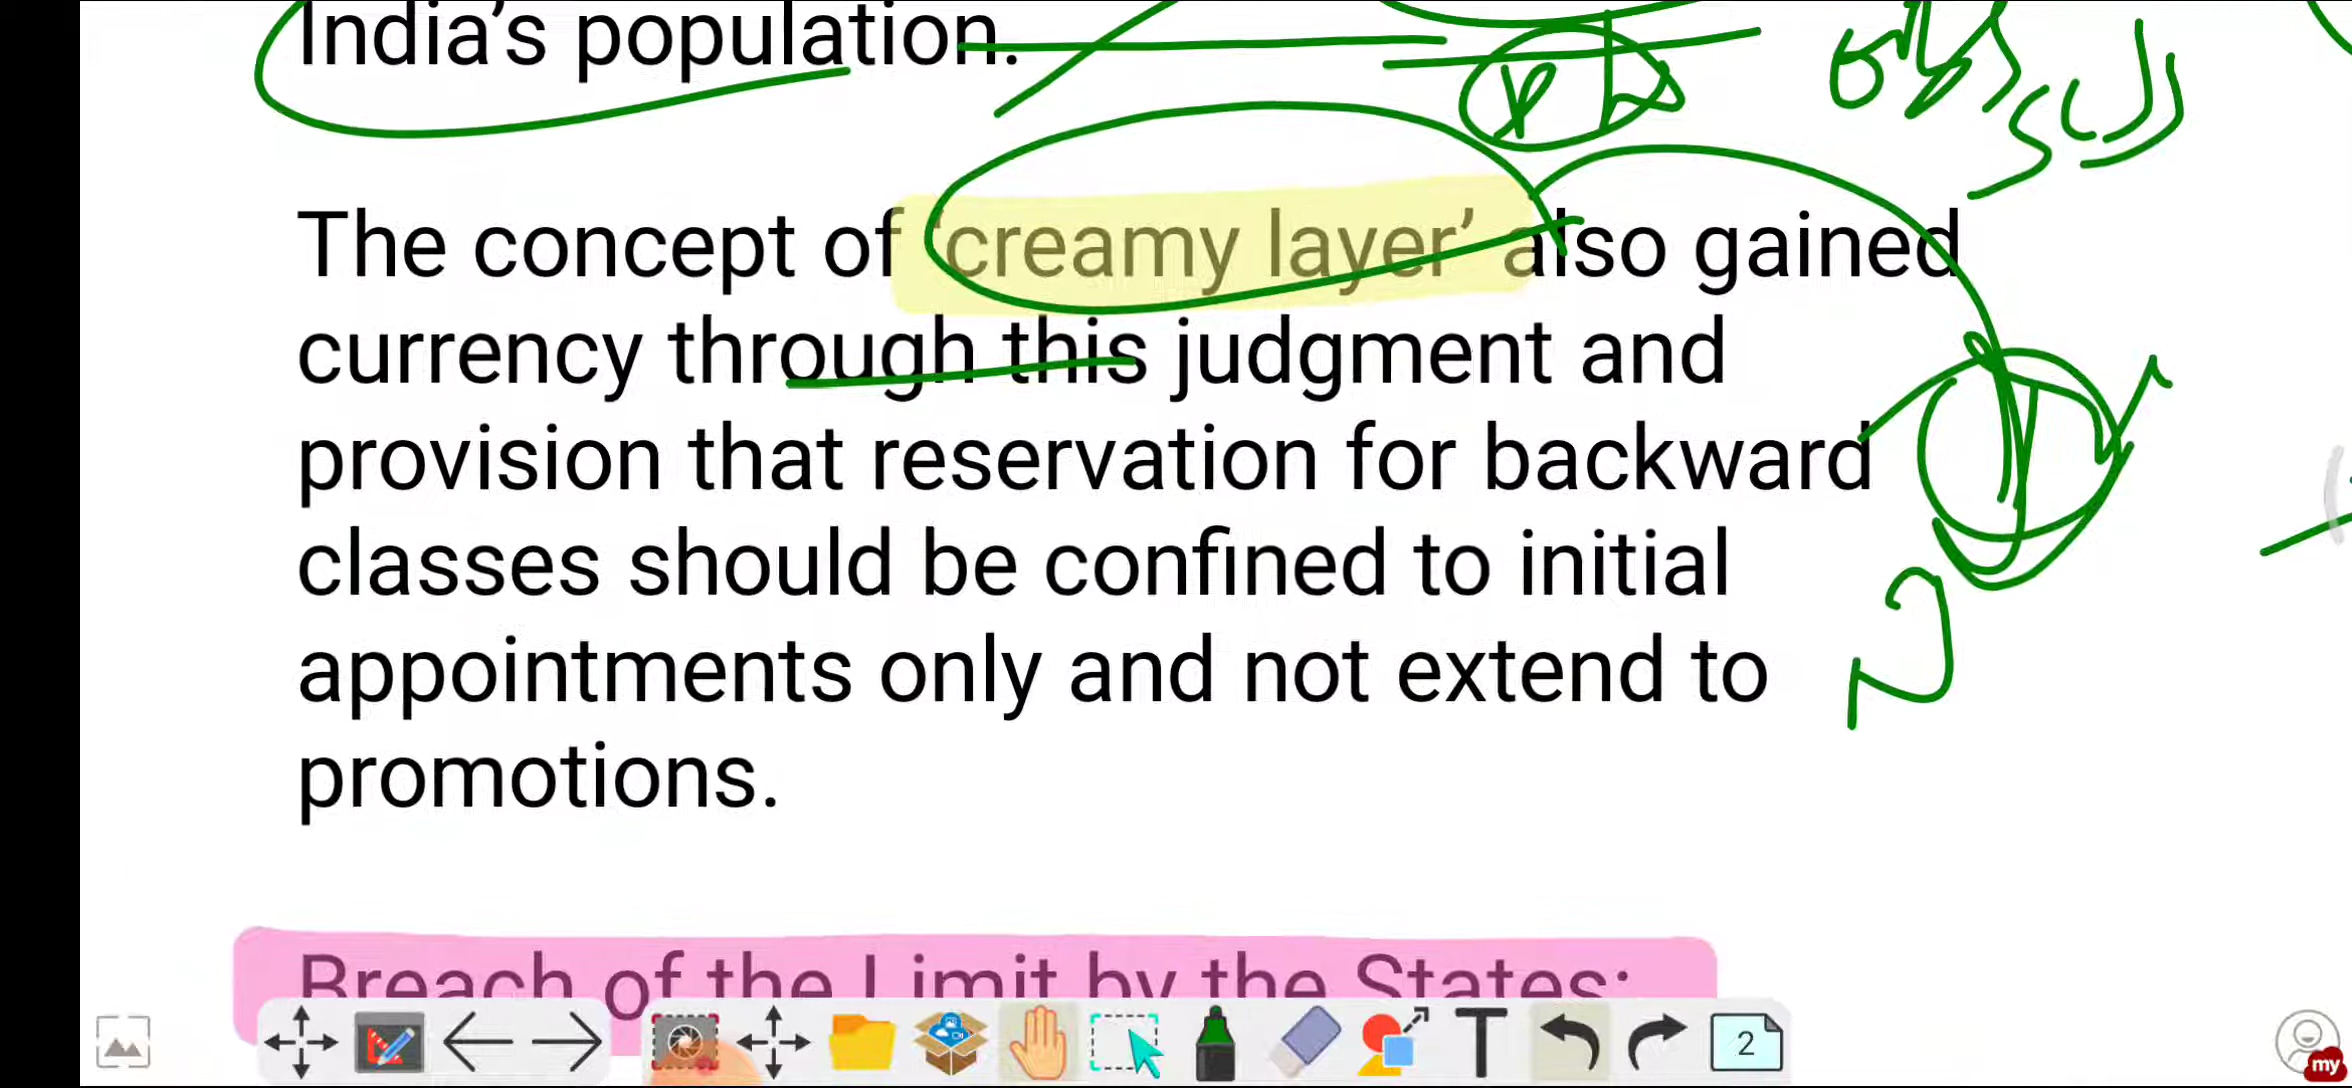 India’s population.
The concept of ‘creamy layer’ also gained
currency through this judgment and
provision that reservation for backward
classes should be confined to initial
appointments only and not extend to
promotions.
Breach of the Limit by the States:
T
2
my